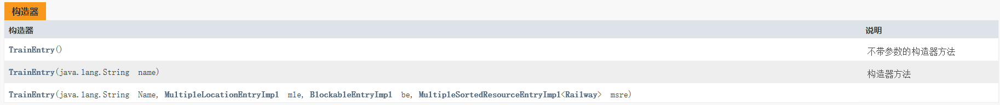 构造器
构造器 说明
TrainEntry() 不带参数的构造器方法
TrainEntry(java.lang.String name) 构造器方法
TrainEntry(java.lang.String Name, MultipleLocationEntryImpl mle, BlockableEntryImpl be, MultipleSortedResourceEntryImpl<Railway> msre)